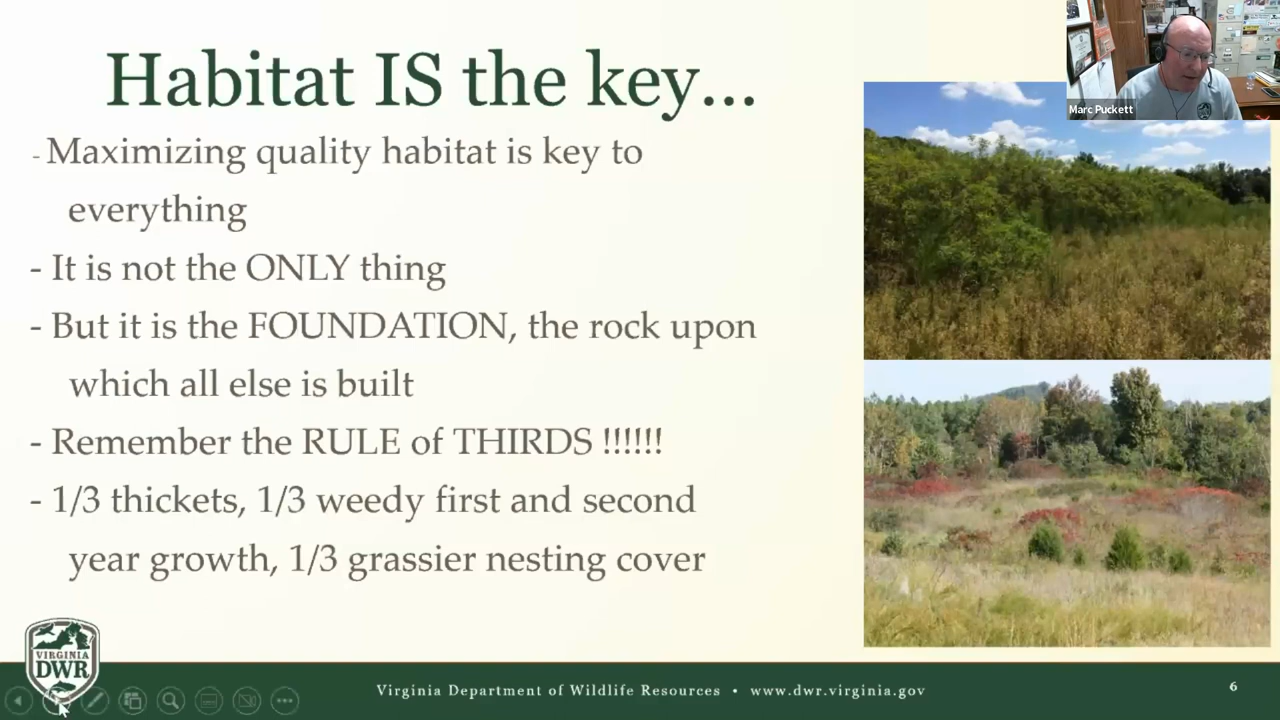 Habitat IS the key...
- Maximizing quality habitat is key to
everything
- It is not the ONLY thing
- But it is the FOUNDATION, the rock upon
which all else is built
- Remember the RULE of THIRDS !!!!!!
- 1/3 thickets, 1/3 weedy first and second
year growth, 1/3 grassier nesting cover
Marc Puckett
VIRGINIA
DWR
Virginia Department of Wildlife Resources • www.dwr.virginia.gov
6